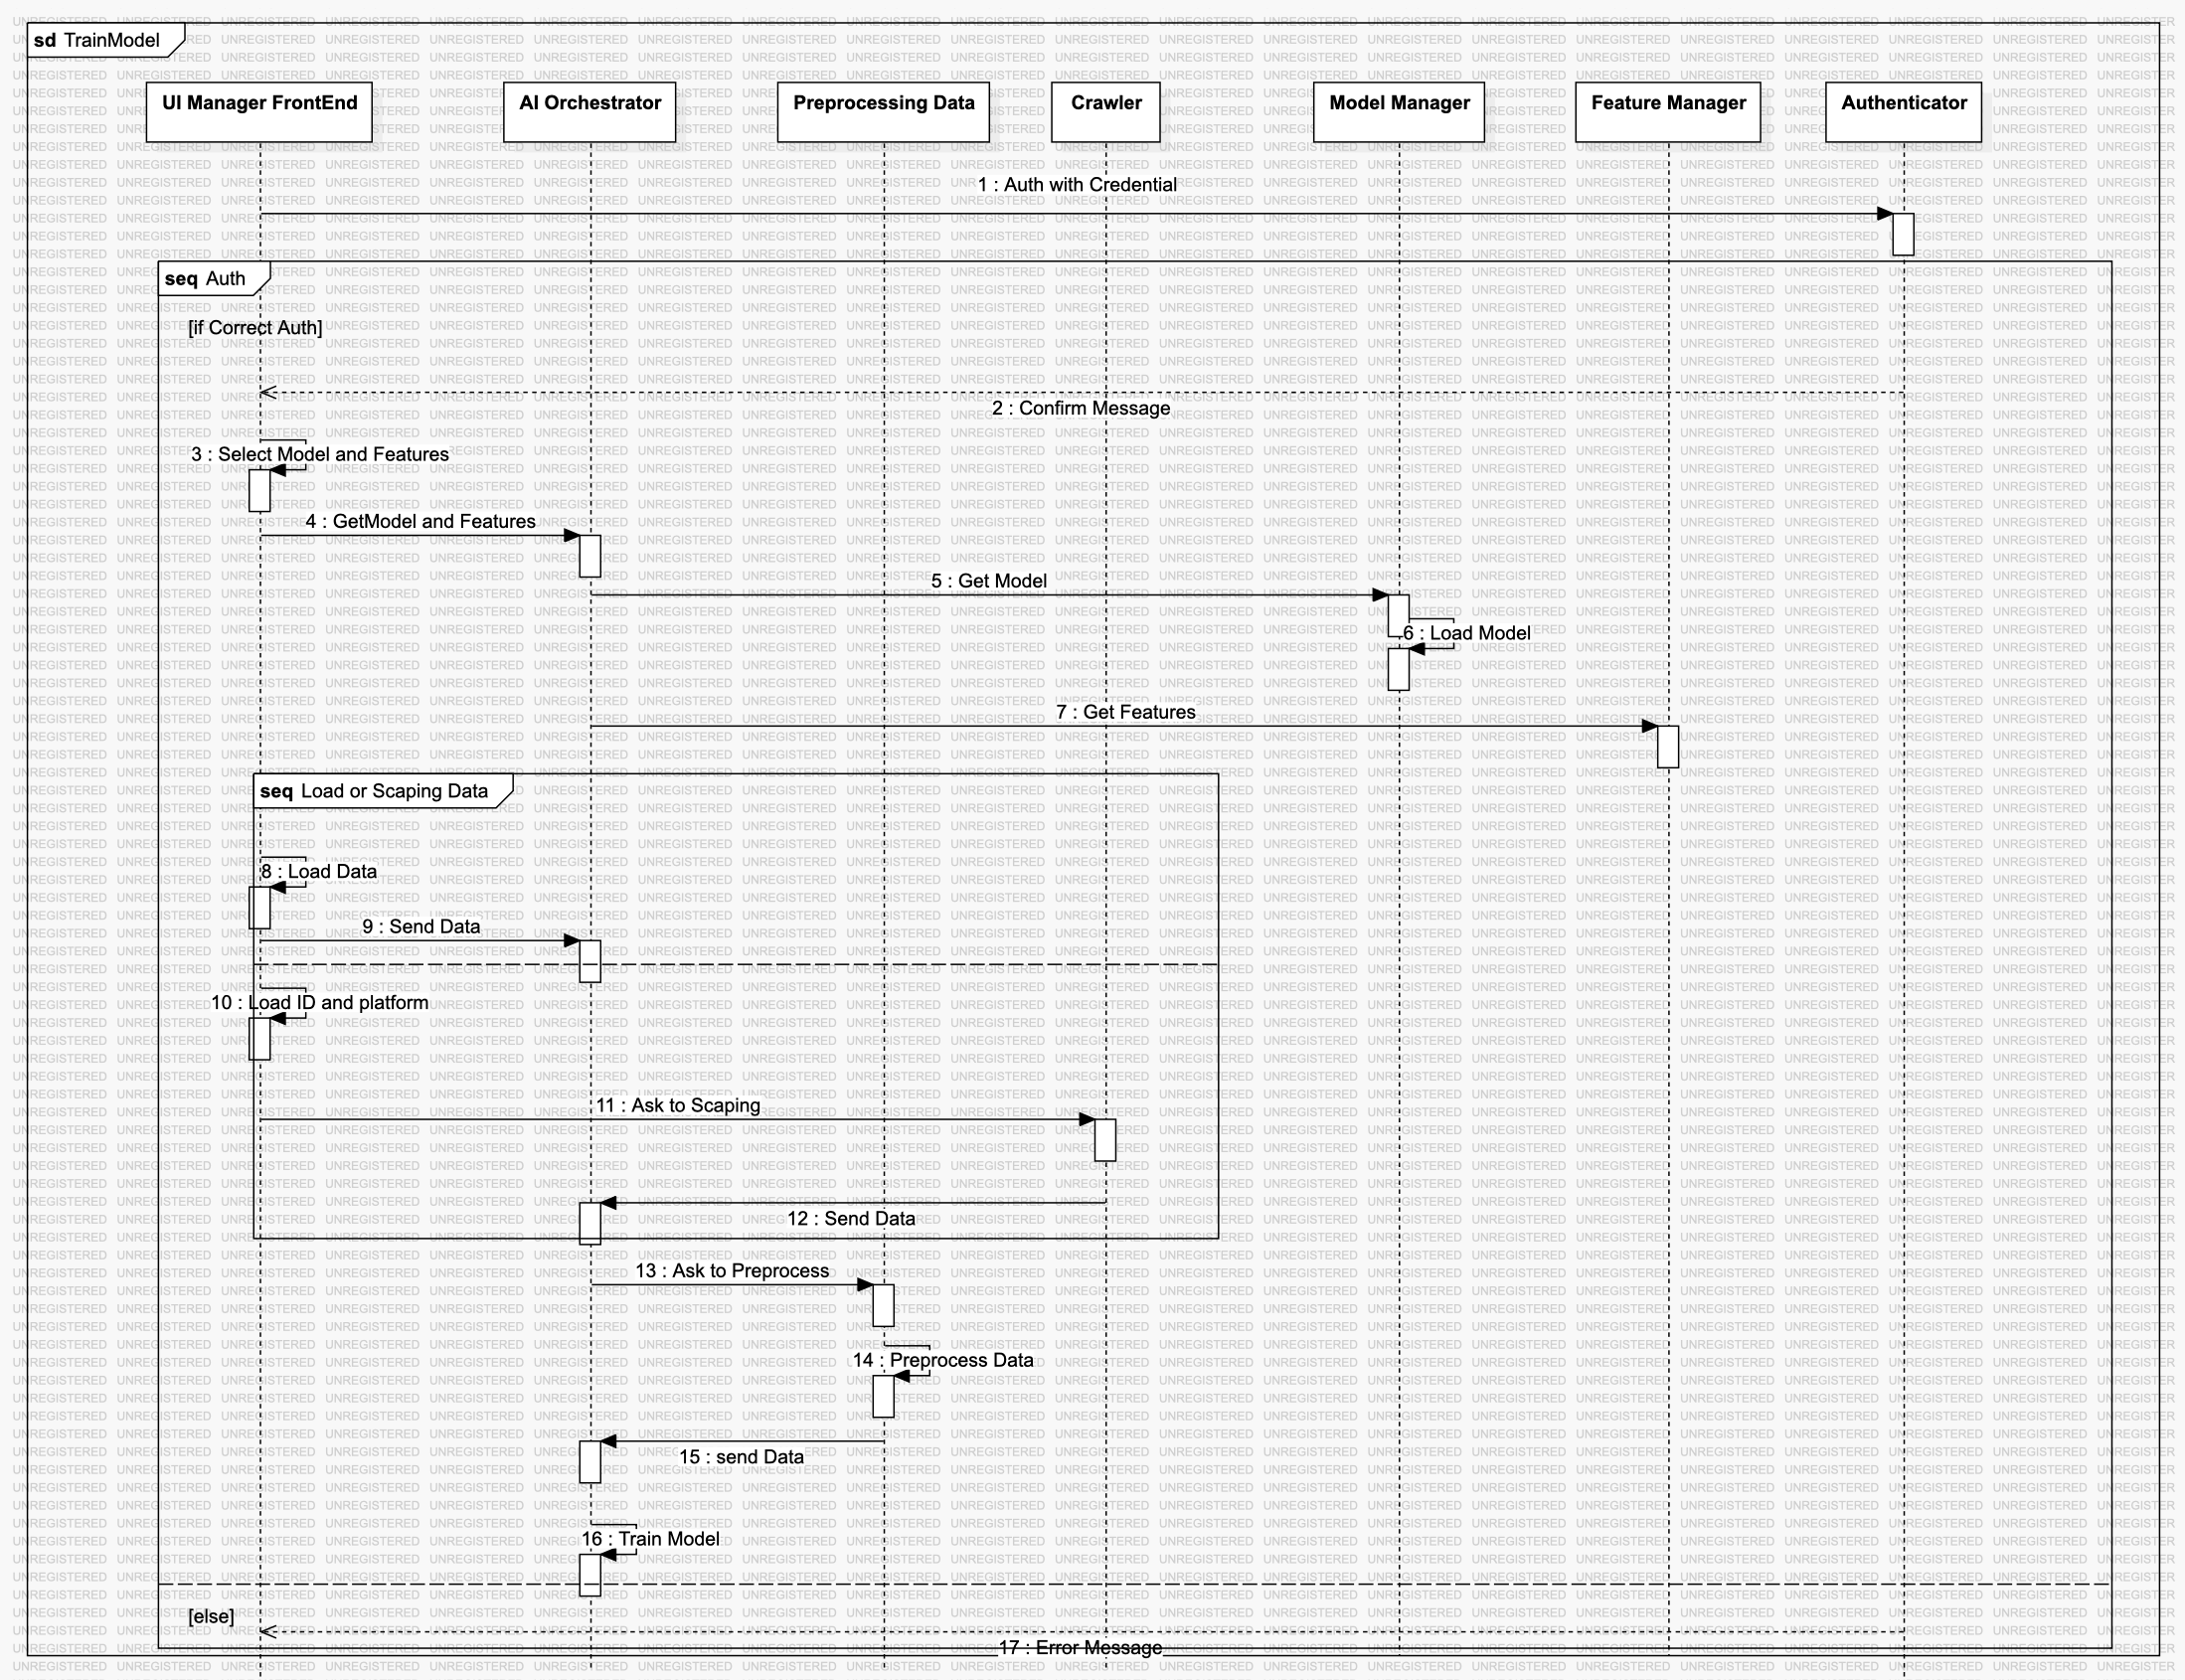 sd TrainModel
UI Manager FrontEnd
AI Orchestrator
Preprocessing Data
Crawler
Model Manager
Feature Manager
Authenticator
1 : Auth with Credential
seq Auth
[if Correct Auth]
2 : Confirm Message
3 : Select Model and Features
4 : GetModel and Features
5 : Get Model
6 : Load Model
7 : Get Features
seq Load or Scaping Data
8 : Load Data
9 : Send Data
10 : Load ID and platform
11 : Ask to Scaping
12 : Send Data
13 : Ask to Preprocess
14 : Preprocess Data
15 : send Data
16 : Train Model
[else]
17 : Error Message
UNREGISTERED